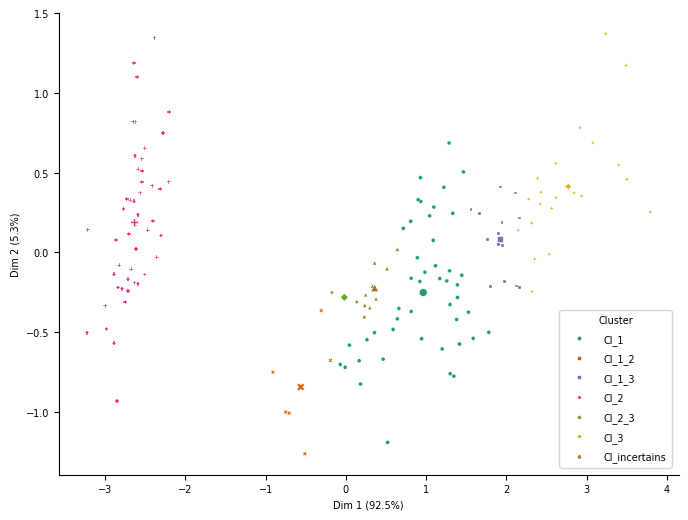 1.5
1.0
0.5
0.0
−0.5
−1.0
Dim 2 (5.3%)
−3
−2
−1
0
1
2
3
4
Dim 1 (92.5%)
Cluster
Cl_1
Cl_1_2
Cl_1_3
Cl_2
Cl_2_3
Cl_3
Cl_incertains